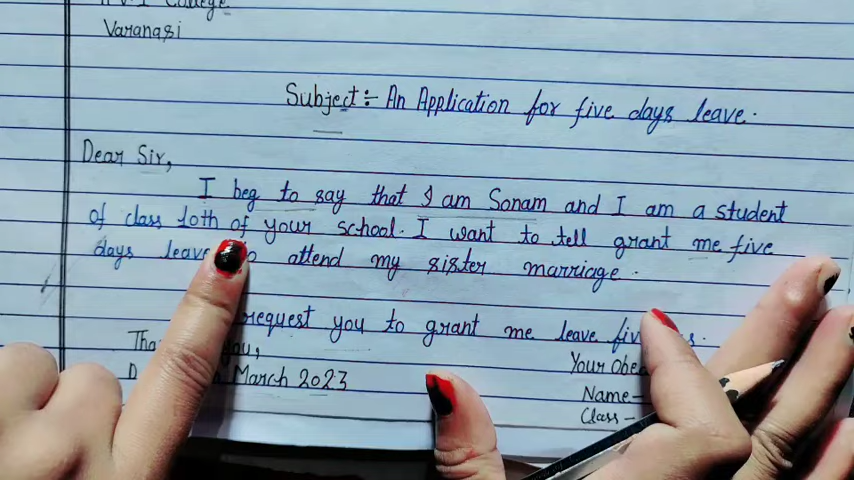 College
Varanasi
Subject:- An Application for five days leave.
Dear Sir,
I beg to say that I am Sonam and I am a student
of class 10th of your school. I want to tell grant me five
days leave attend my sister marriage.
request you to grant me leave
Your
March 2023
Name-
Class-